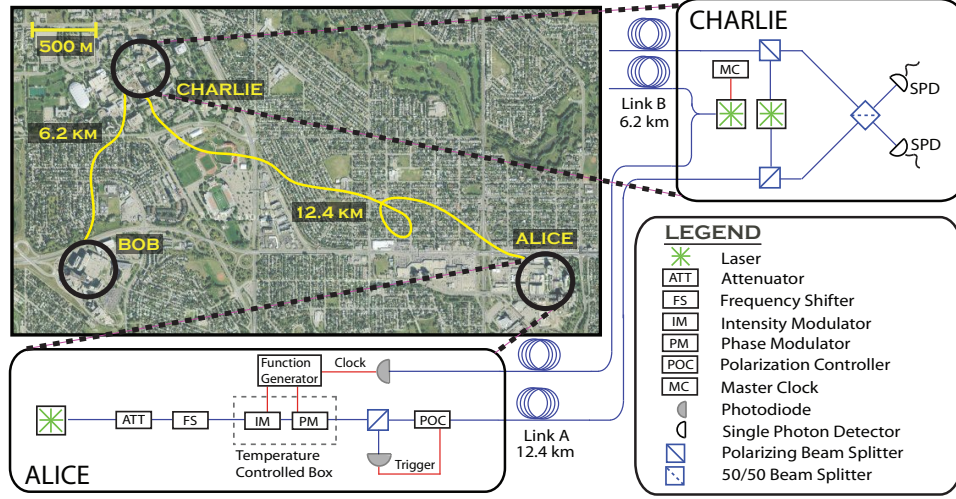 500 M
CHARLIE
6.2 KM
12.4 KM
BOB
ALICE
CHARLIE
MC
SPD
SPD
Link B
6.2 km
LEGEND
Laser
ATT Attenuator
FS Frequency Shifter
IM Intensity Modulator
PM Phase Modulator
POC Polarization Controller
MC Master Clock
Photodiode
Single Photon Detector
Polarizing Beam Splitter
50/50 Beam Splitter
Function
Generator
Clock
ATT
FS
IM
PM
POC
Temperature
Controlled Box
Trigger
ALICE
Link A
12.4 km